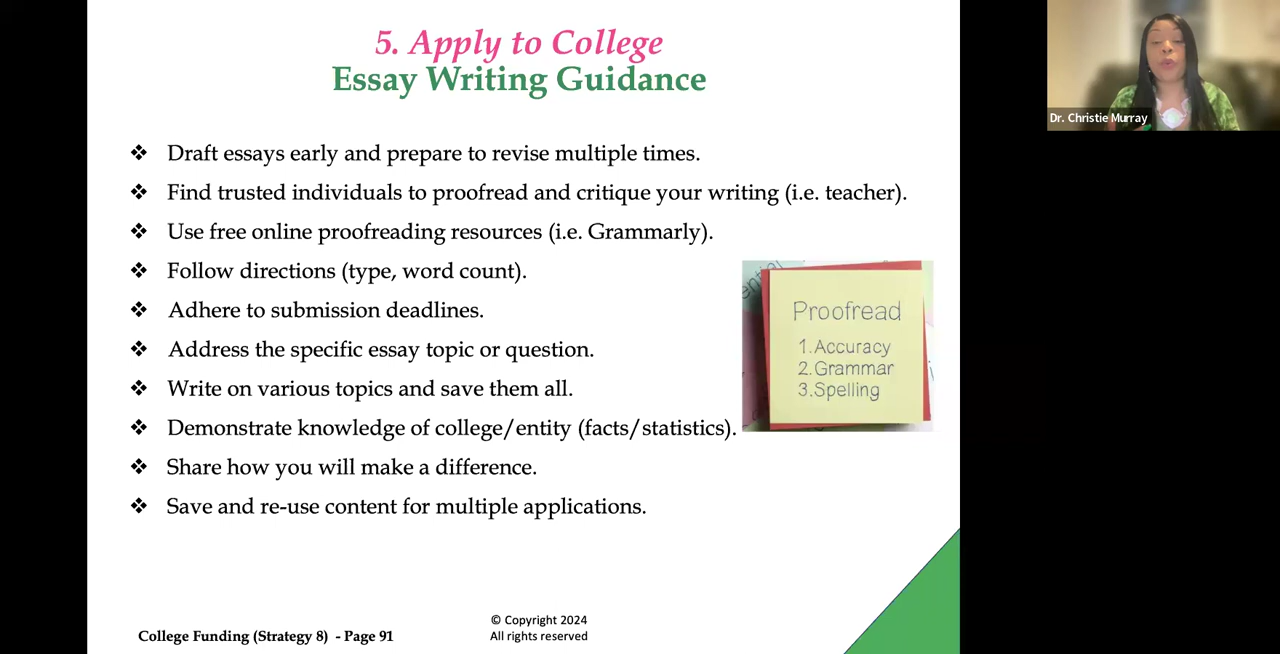 5. Apply to College
Essay Writing Guidance
❖ Draft essays early and prepare to revise multiple times.
❖ Find trusted individuals to proofread and critique your writing (i.e. teacher).
❖ Use free online proofreading resources (i.e. Grammarly).
❖ Follow directions (type, word count).
❖ Adhere to submission deadlines.
❖ Address the specific essay topic or question.
❖ Write on various topics and save them all.
❖ Demonstrate knowledge of college/entity (facts/statistics).
❖ Share how you will make a difference.
❖ Save and re-use content for multiple applications.
Proofread
1.Accuracy
2.Grammar
3.Spelling
College Funding (Strategy 8) - Page 91
© Copyright 2024
All rights reserved
Dr. Christie Murray